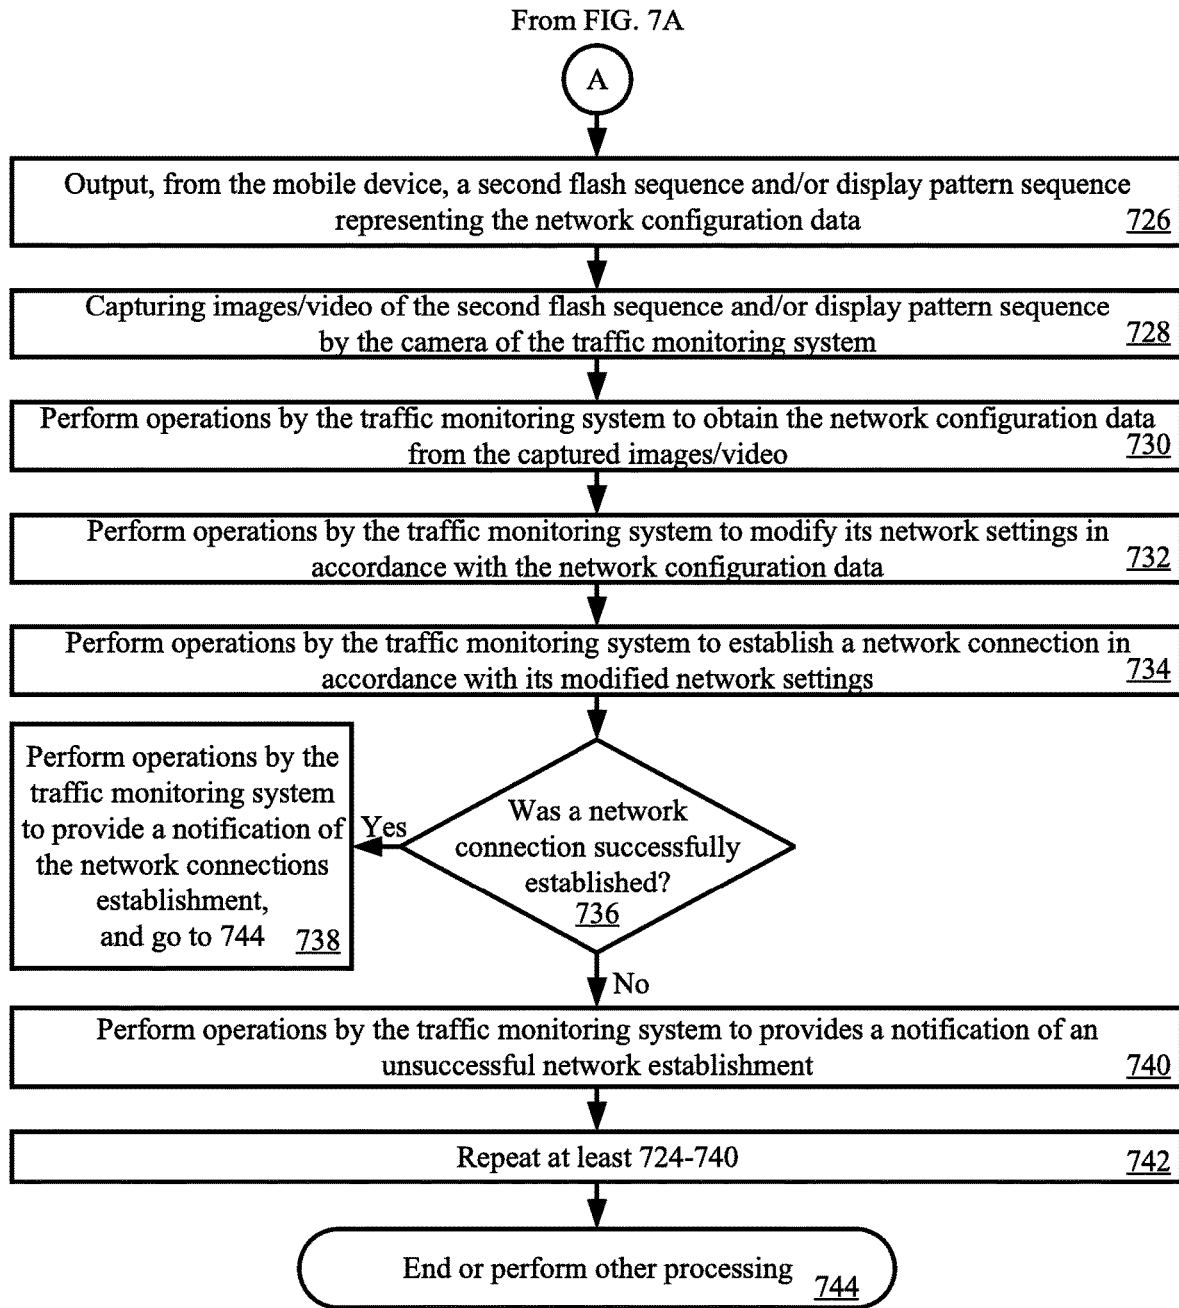 From FIG. 7A
A
Output, from the mobile device, a second flash sequence and/or display pattern sequence
representing the network configuration data
726
Capturing images/video of the second flash sequence and/or display pattern sequence
by the camera of the traffic monitoring system
728
Perform operations by the traffic monitoring system to obtain the network configuration data
from the captured images/video
730
Perform operations by the traffic monitoring system to modify its network settings in
accordance with the network configuration data
732
Perform operations by the traffic monitoring system to establish a network connection in
accordance with its modified network settings
734
Perform operations by the
traffic monitoring system
to provide a notification of
the network connections
establishment,
and go to 744
738
Yes
Was a network
connection successfully
established?
736
No
Perform operations by the traffic monitoring system to provides a notification of an
unsuccessful network establishment
740
Repeat at least 724-740
742
End or perform other processing
744